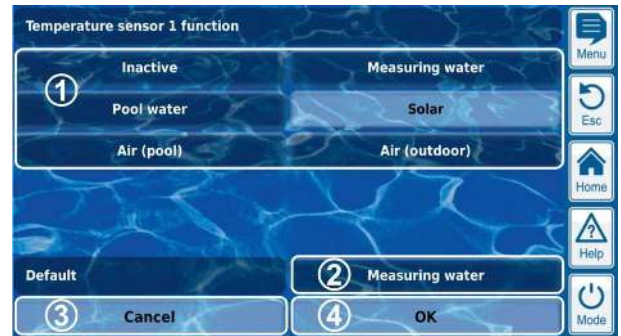 Temperature sensor 1 function
Menu
Inactive Measuring water
1
Pool water Solar
Esc
Air (pool) Air (outdoor)
Home
Help
Default 2 Measuring water
3 Cancel 4 OK
Mode